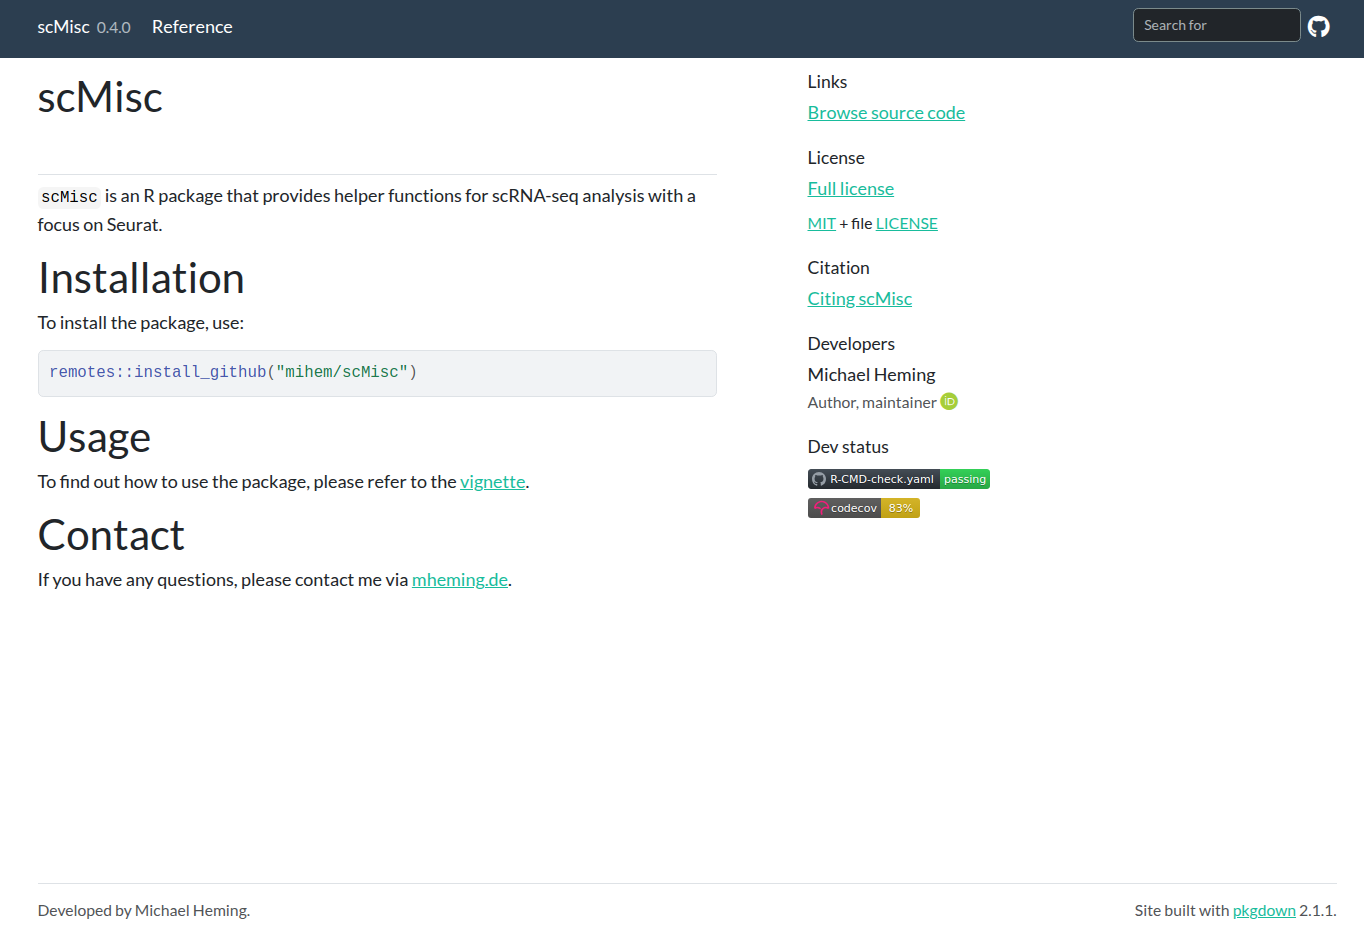 scMisc 0.4.0 Reference Search for
scMisc
scMisc is an R package that provides helper functions for scRNA-seq analysis with a
focus on Seurat.
Installation
To install the package, use:
remotes::install_github("mihem/scMisc")
Usage
To find out how to use the package, please refer to the vignette.
Contact
If you have any questions, please contact me via mheming.de.
Links
Browse source code
License
Full license
MIT + file LICENSE
Citation
Citing scMisc
Developers
Michael Heming
Author, maintainer iD
Dev status
R-CMD-check.yaml passing
codecov 83%
Developed by Michael Heming.
Site built with pkgdown 2.1.1.